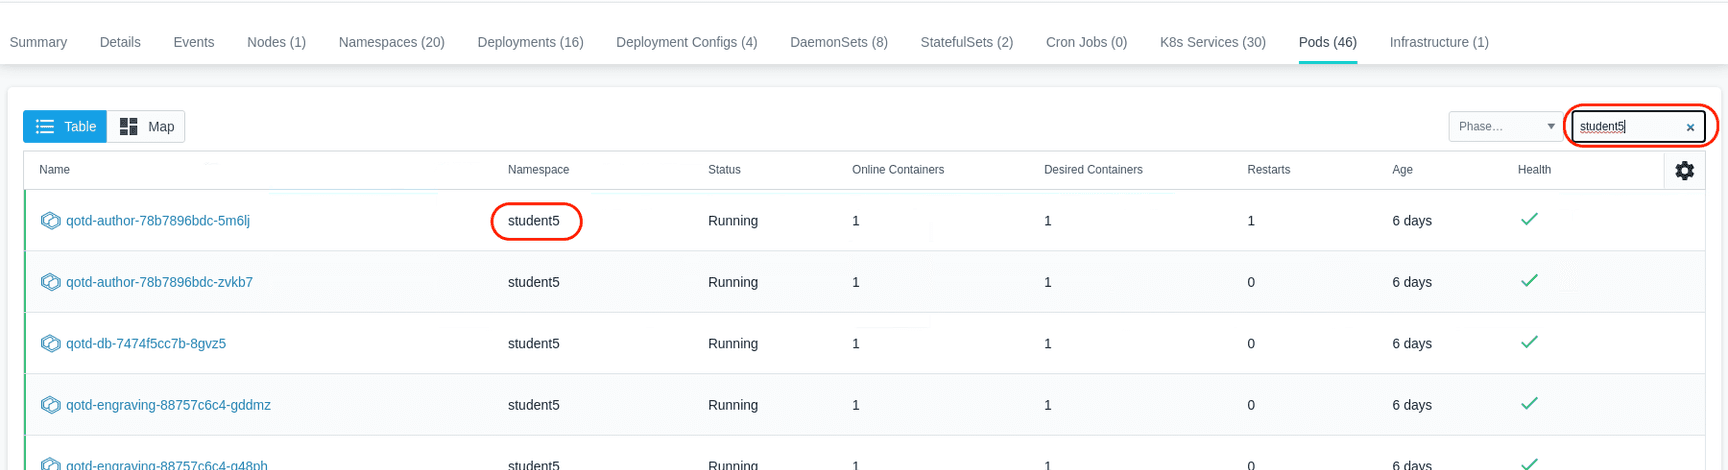 Summary Details Events Nodes (1) Namespaces (20) Deployments (16) Deployment Configs (4) DaemonSets (8) StatefulSets (2) Cron Jobs (0) K8s Services (30) Pods (46) Infrastructure (1)
Table Map Phase... student5 ×
Name Namespace Status Online Containers Desired Containers Restarts Age Health
qotd-author-78b7896bdc-5m6lj student5 Running 1 1 1 6 days
qotd-author-78b7896bdc-zvkb7 student5 Running 1 1 0 6 days
qotd-db-7474f5cc7b-8gvz5 student5 Running 1 1 0 6 days
qotd-engraving-88757c6c4-gddmz student5 Running 1 1 0 6 days
qotd-engraving-88757c6c4-g48ph student5 Running 1 1 0 6 days